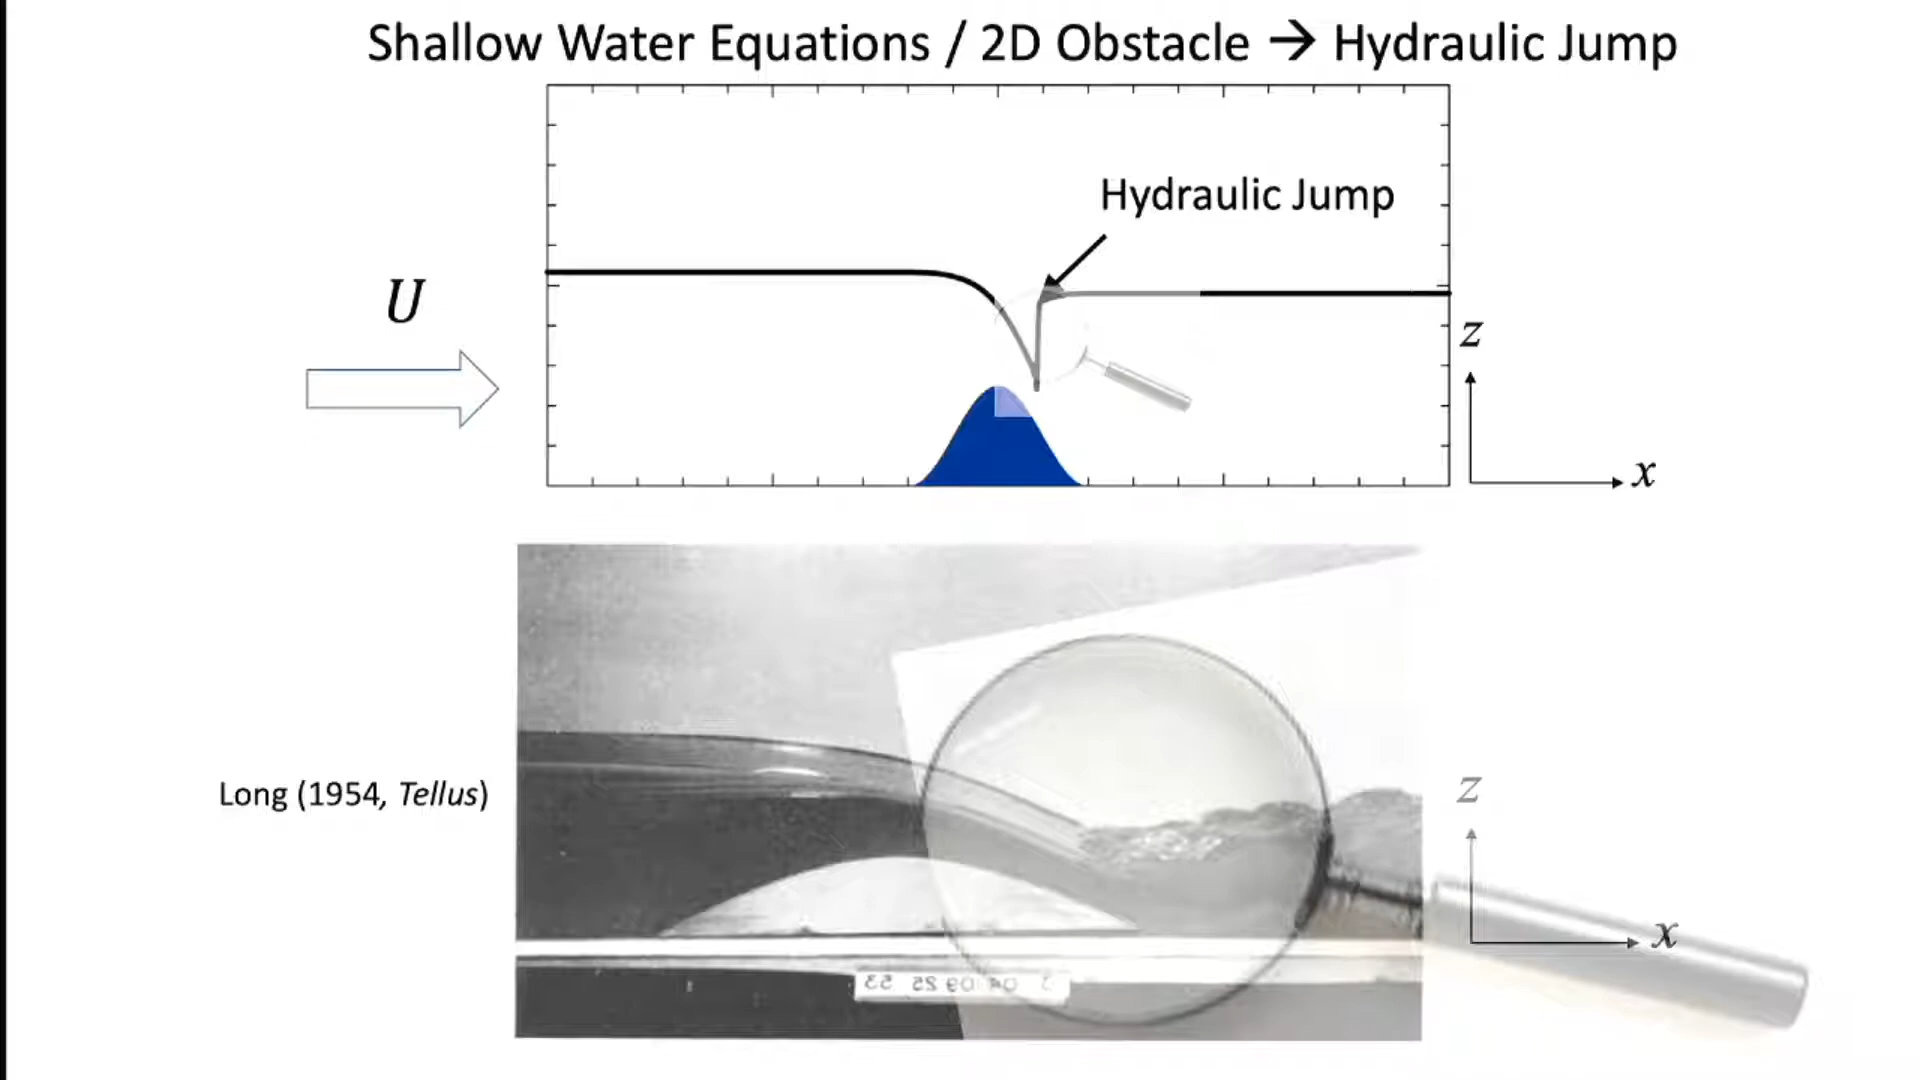 Shallow Water Equations / 2D Obstacle → Hydraulic Jump
Hydraulic Jump
U
z
x
Long (1954, Tellus)
z
x